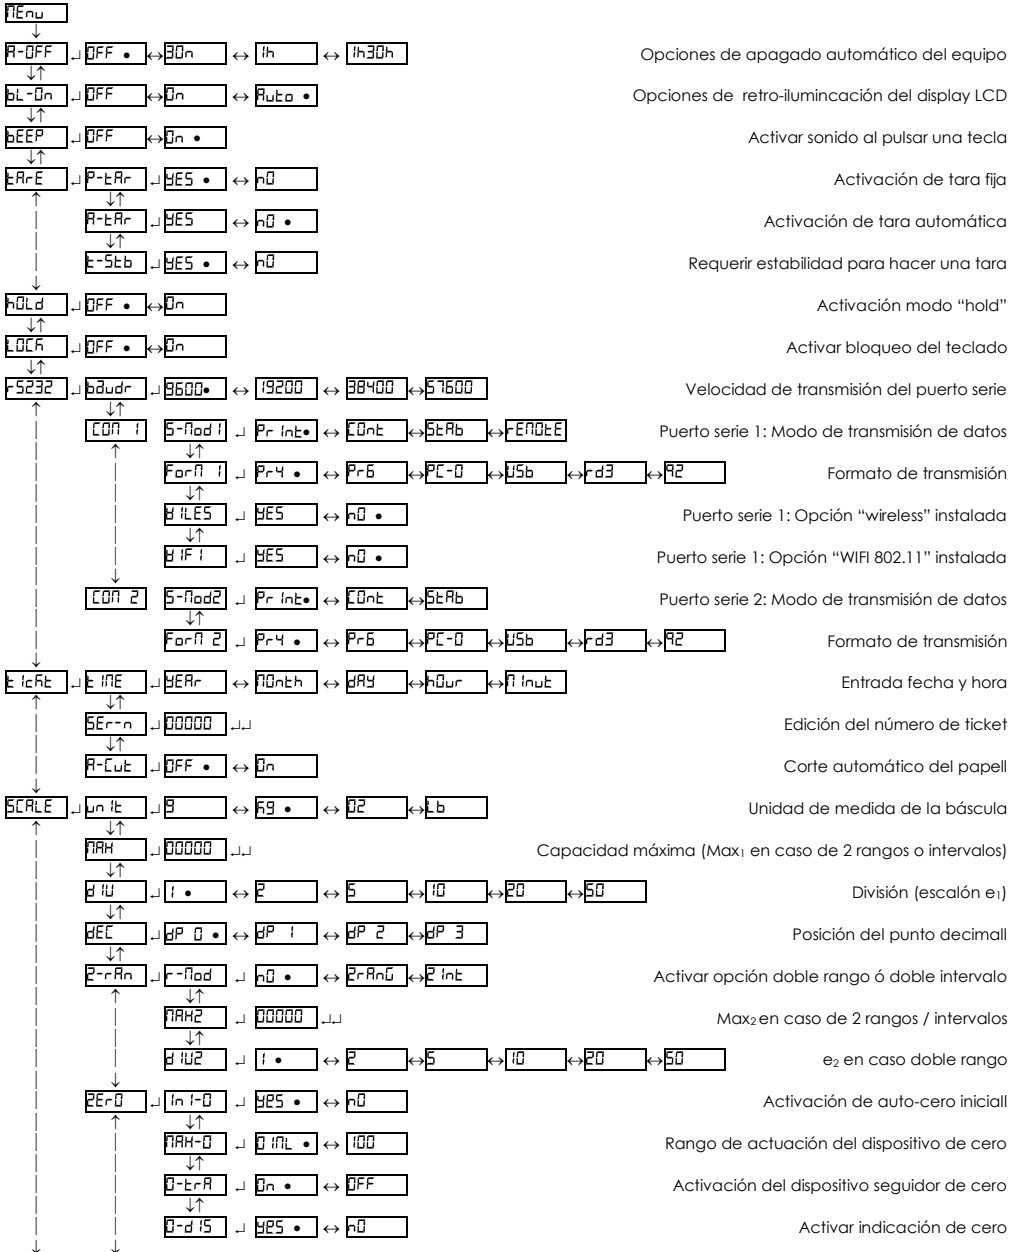 MEnu
A-OFF ↵ OFF • ↔ 30n ↔ 1h ↔ 1h30h Opciones de apagado automático del equipo
bL-On ↵ OFF ↔ On ↔ Auto • Opciones de retro-ilumincación del display LCD
bEEP ↵ OFF ↔ On • Activar sonido al pulsar una tecla
tArE ↵ P-tAr ↵ YES • ↔ nO Activación de tara fija
A-tAr ↵ YES ↔ nO • Activación de tara automática
t-Stb ↵ YES • ↔ nO Requerir estabilidad para hacer una tara
hOLd ↵ OFF • ↔ On Activación modo “hold”
LOCK ↵ OFF • ↔ On Activar bloqueo del teclado
rS232 ↵ baudr ↵ 9600• ↔ 19200 ↔ 38400 ↔ 57600 Velocidad de transmisión del puerto serie
COM 1 S-Mod1 ↵ Print• ↔ COnt ↔ StAb ↔ rEMOtE Puerto serie 1: Modo de transmisión de datos
ForM 1 ↵ Pr4 • ↔ Pr6 ↔ PC-0 ↔ USb ↔ rd3 ↔ 92 Formato de transmisión
WILES ↵ YES ↔ nO • Puerto serie 1: Opción “wireless” instalada
WIFI ↵ YES ↔ nO • Puerto serie 1: Opción “WIFI 802.11” instalada
COM 2 S-Mod2 ↵ Print• ↔ COnt ↔ StAb Puerto serie 2: Modo de transmisión de datos
ForM 2 ↵ Pr4 • ↔ Pr6 ↔ PC-0 ↔ USb ↔ rd3 ↔ 92 Formato de transmisión
tIcKt ↵ tIME ↵ YEAr ↔ MOnth ↔ dAY ↔ hOur ↔ MInut Entrada fecha y hora
SEr-n ↵ 00000 ↵↵ Edición del número de ticket
A-Cut ↵ OFF • ↔ On Corte automático del papell
SCALE ↵ unIt ↵ g ↔ Kg • ↔ OZ ↔ Lb Unidad de medida de la báscula
MAX ↵ 00000 ↵↵ Capacidad máxima (Max₁ en caso de 2 rangos o intervalos)
dIV ↵ 1 • ↔ 2 ↔ 5 ↔ 10 ↔ 20 ↔ 50 División (escalón e₁)
dEC ↵ dP 0 • ↔ dP 1 ↔ dP 2 ↔ dP 3 Posición del punto decimall
2-rAn ↵ r-Mod ↵ nO • ↔ 2rAnG ↔ 2Int Activar opción doble rango ó doble intervalo
MAX2 ↵ 00000 ↵↵ Max₂ en caso de 2 rangos / intervalos
dIV2 ↵ 1 • ↔ 2 ↔ 5 ↔ 10 ↔ 20 ↔ 50 e₂ en caso doble rango
ZErO ↵ InI-0 ↵ YES • ↔ nO Activación de auto-cero iniciall
MAX-0 ↵ OIML • ↔ 100 Rango de actuación del dispositivo de cero
0-trA ↵ On • ↔ OFF Activación del dispositivo seguidor de cero
0-dIS ↵ YES • ↔ nO Activar indicación de cero